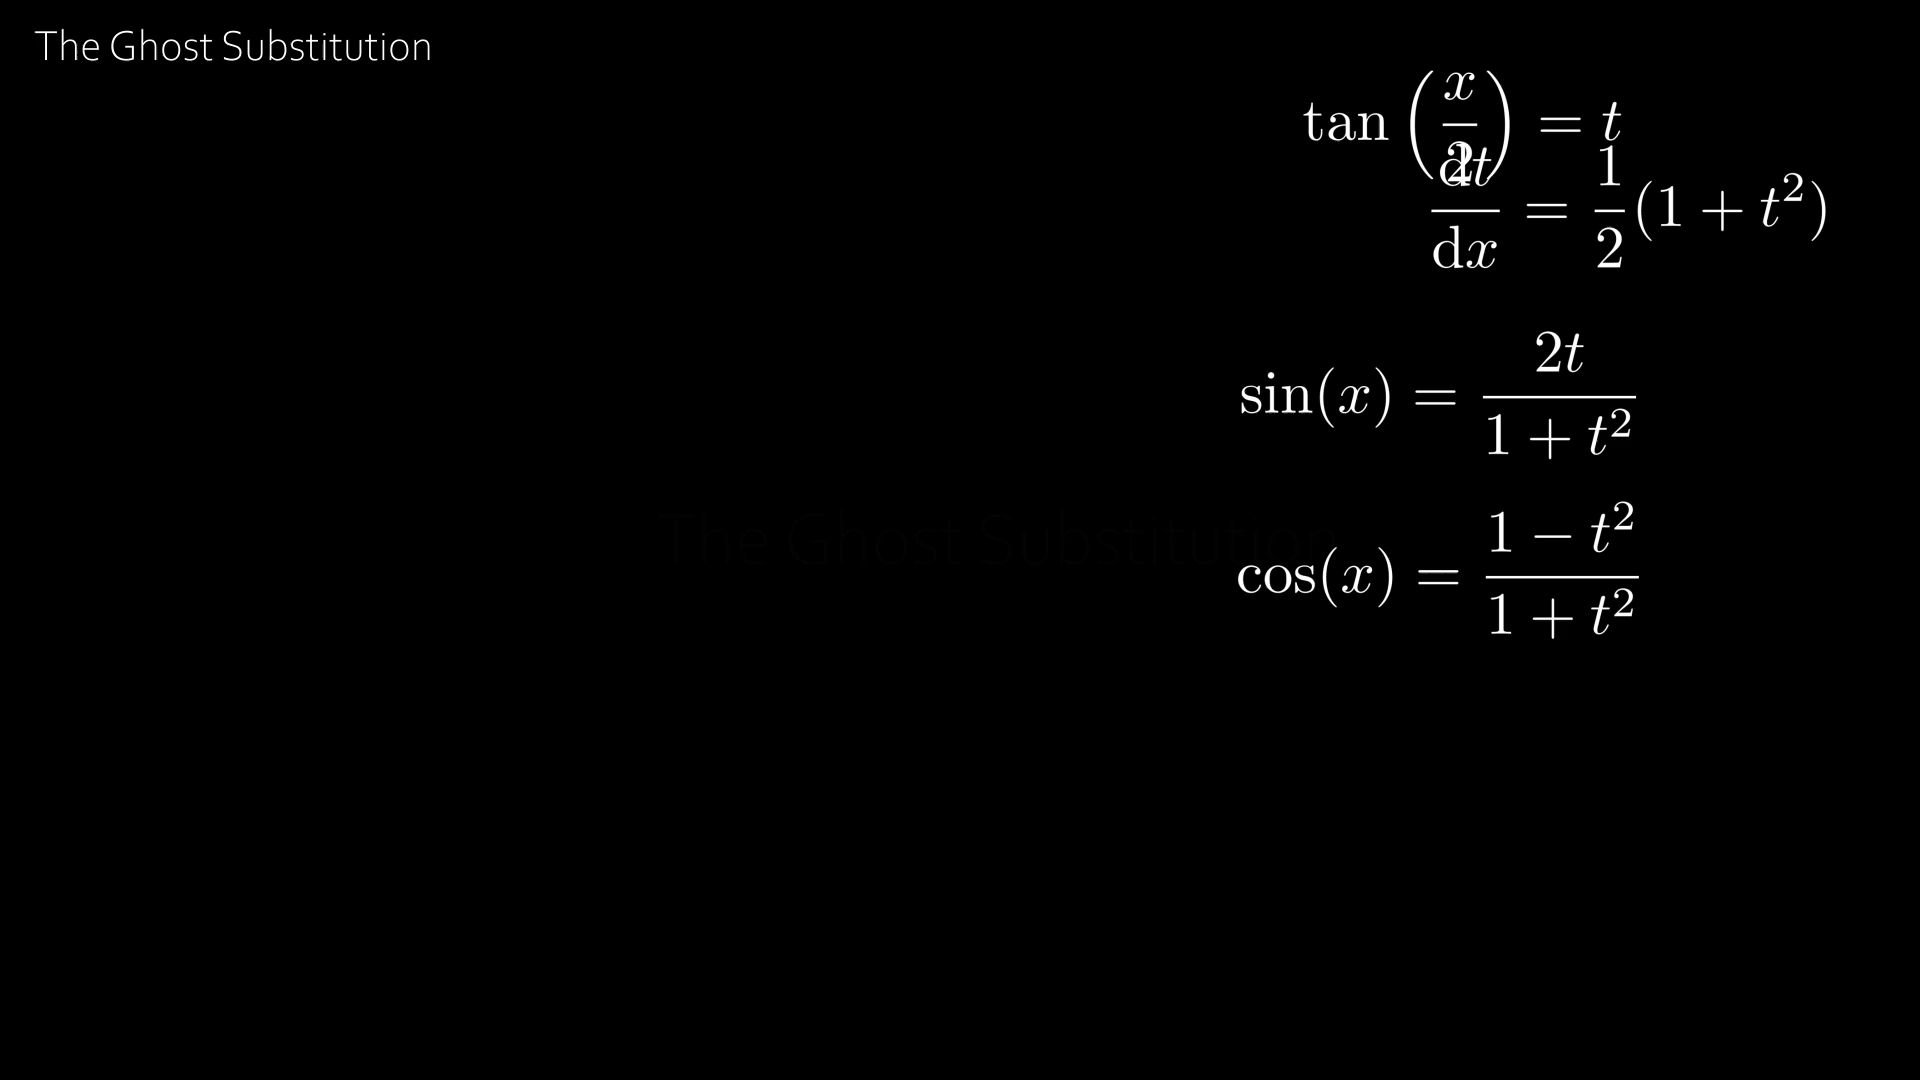 The Ghost Substitution
tan(x/2) = t
dt/dx = 1/2(1 + t²)
sin(x) = 2t/(1 + t²)
The Ghost Substitution
cos(x) = (1 − t²)/(1 + t²)